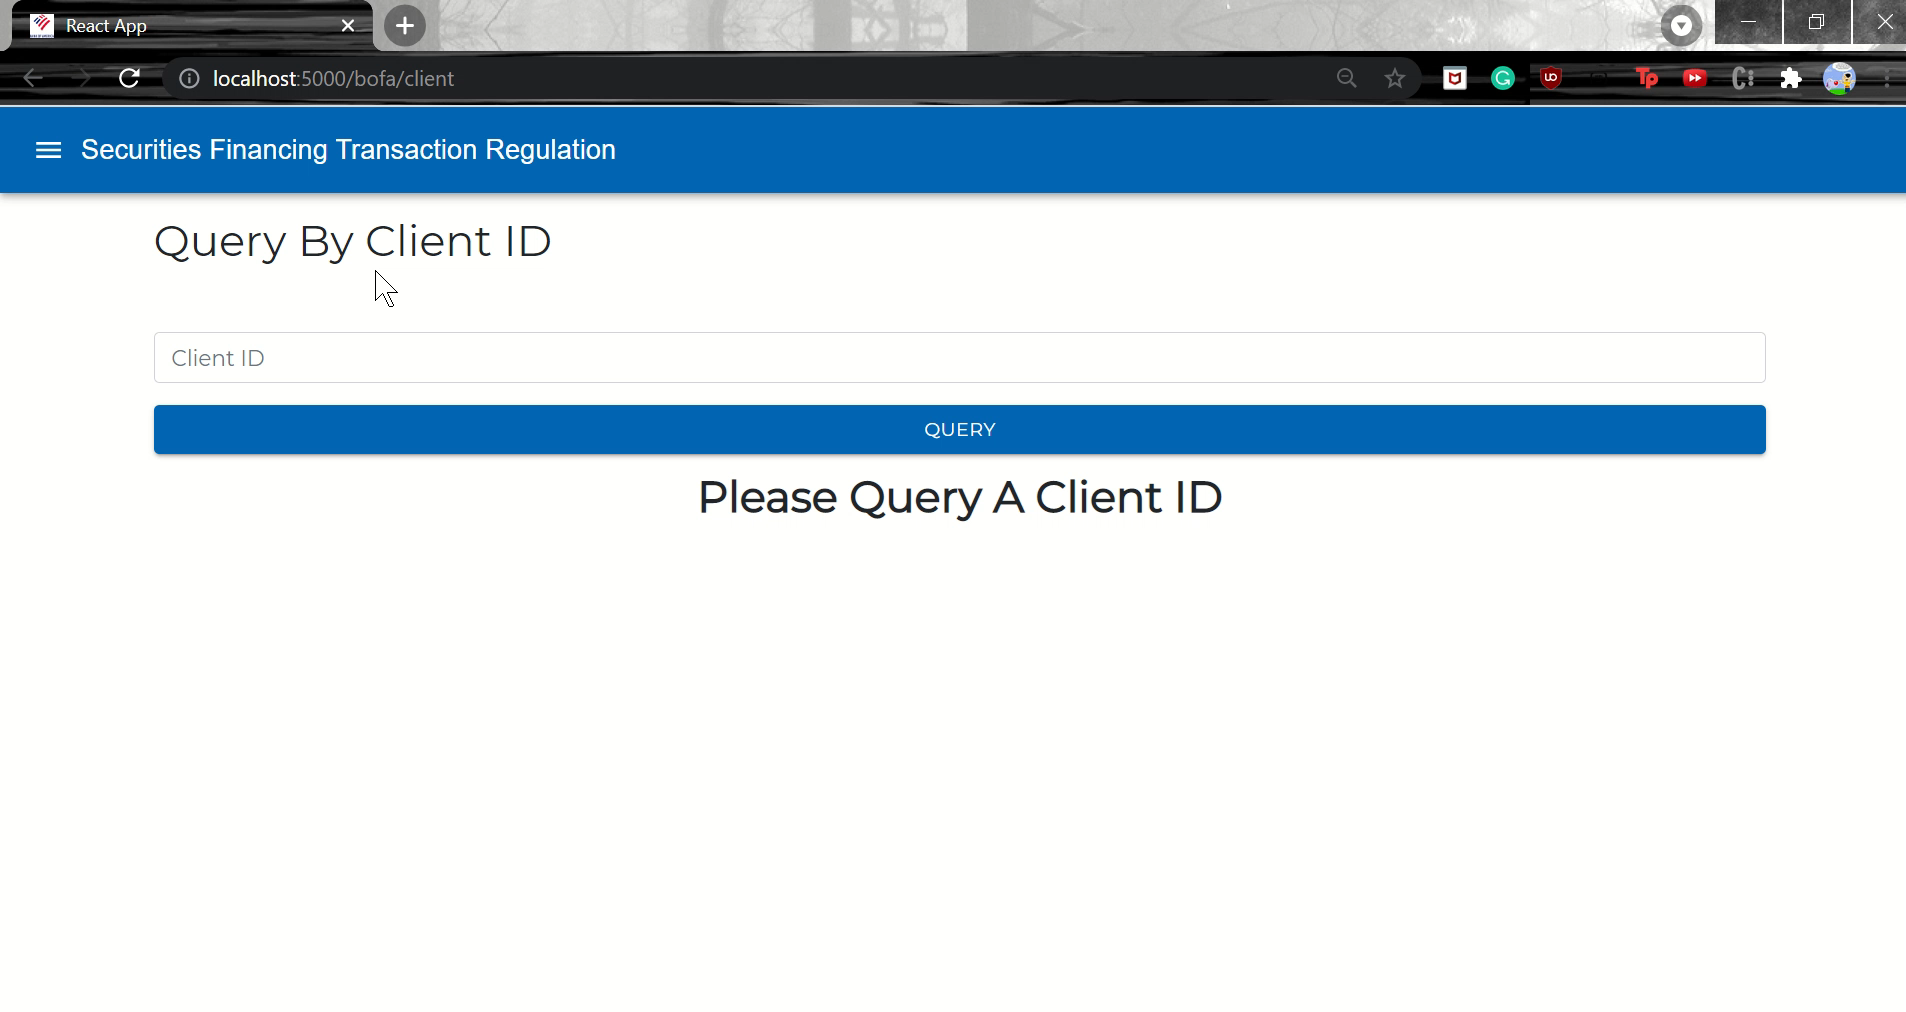 React App
localhost:5000/bofa/client
Securities Financing Transaction Regulation
Query By Client ID
Client ID
QUERY
Please Query A Client ID